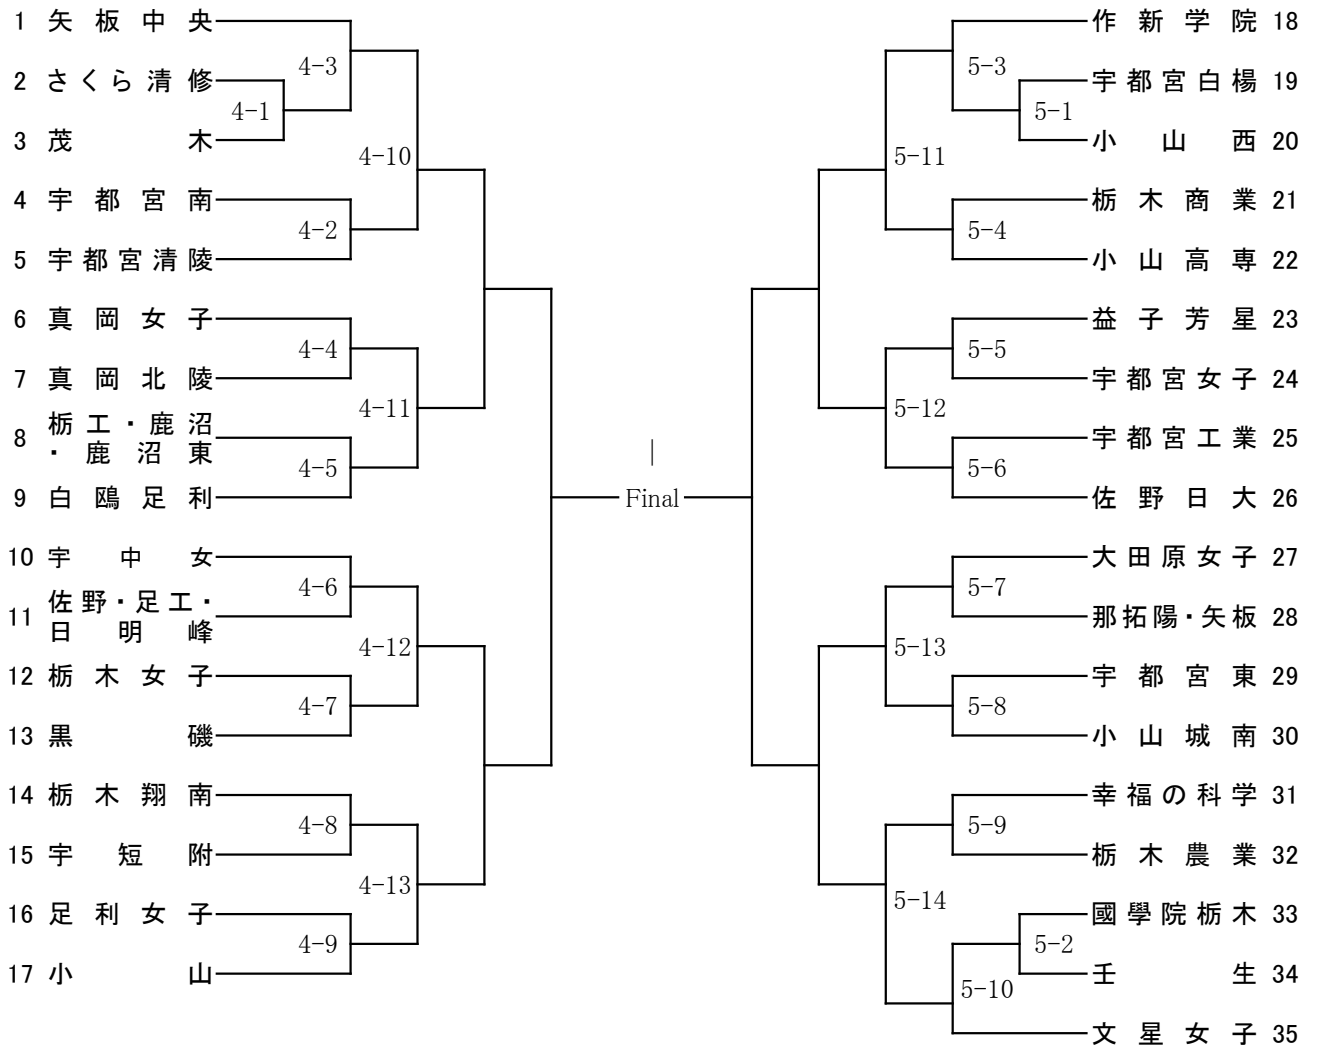 1 矢板中央
2 さくら清修
3 茂木
4 宇都宮南
5 宇都宮清陵
6 真岡女子
7 真岡北陵
8 栃工・鹿沼
・鹿沼東
9 白鴎足利
10 宇中女
11 佐野・足工・
日明峰
12 栃木女子
13 黒磯
14 栃木翔南
15 宇短附
16 足利女子
17 小山
4-3
4-1
4-10
4-2
4-4
4-11
4-5
4-6
4-12
4-7
4-8
4-13
4-9
|
Final
5-3
5-1
5-11
5-4
5-5
5-12
5-6
5-7
5-13
5-8
5-9
5-14
5-2
5-10
作新学院 18
宇都宮白楊 19
小山西 20
栃木商業 21
小山高専 22
益子芳星 23
宇都宮女子 24
宇都宮工業 25
佐野日大 26
大田原女子 27
那拓陽・矢板 28
宇都宮東 29
小山城南 30
幸福の科学 31
栃木農業 32
國學院栃木 33
壬生 34
文星女子 35